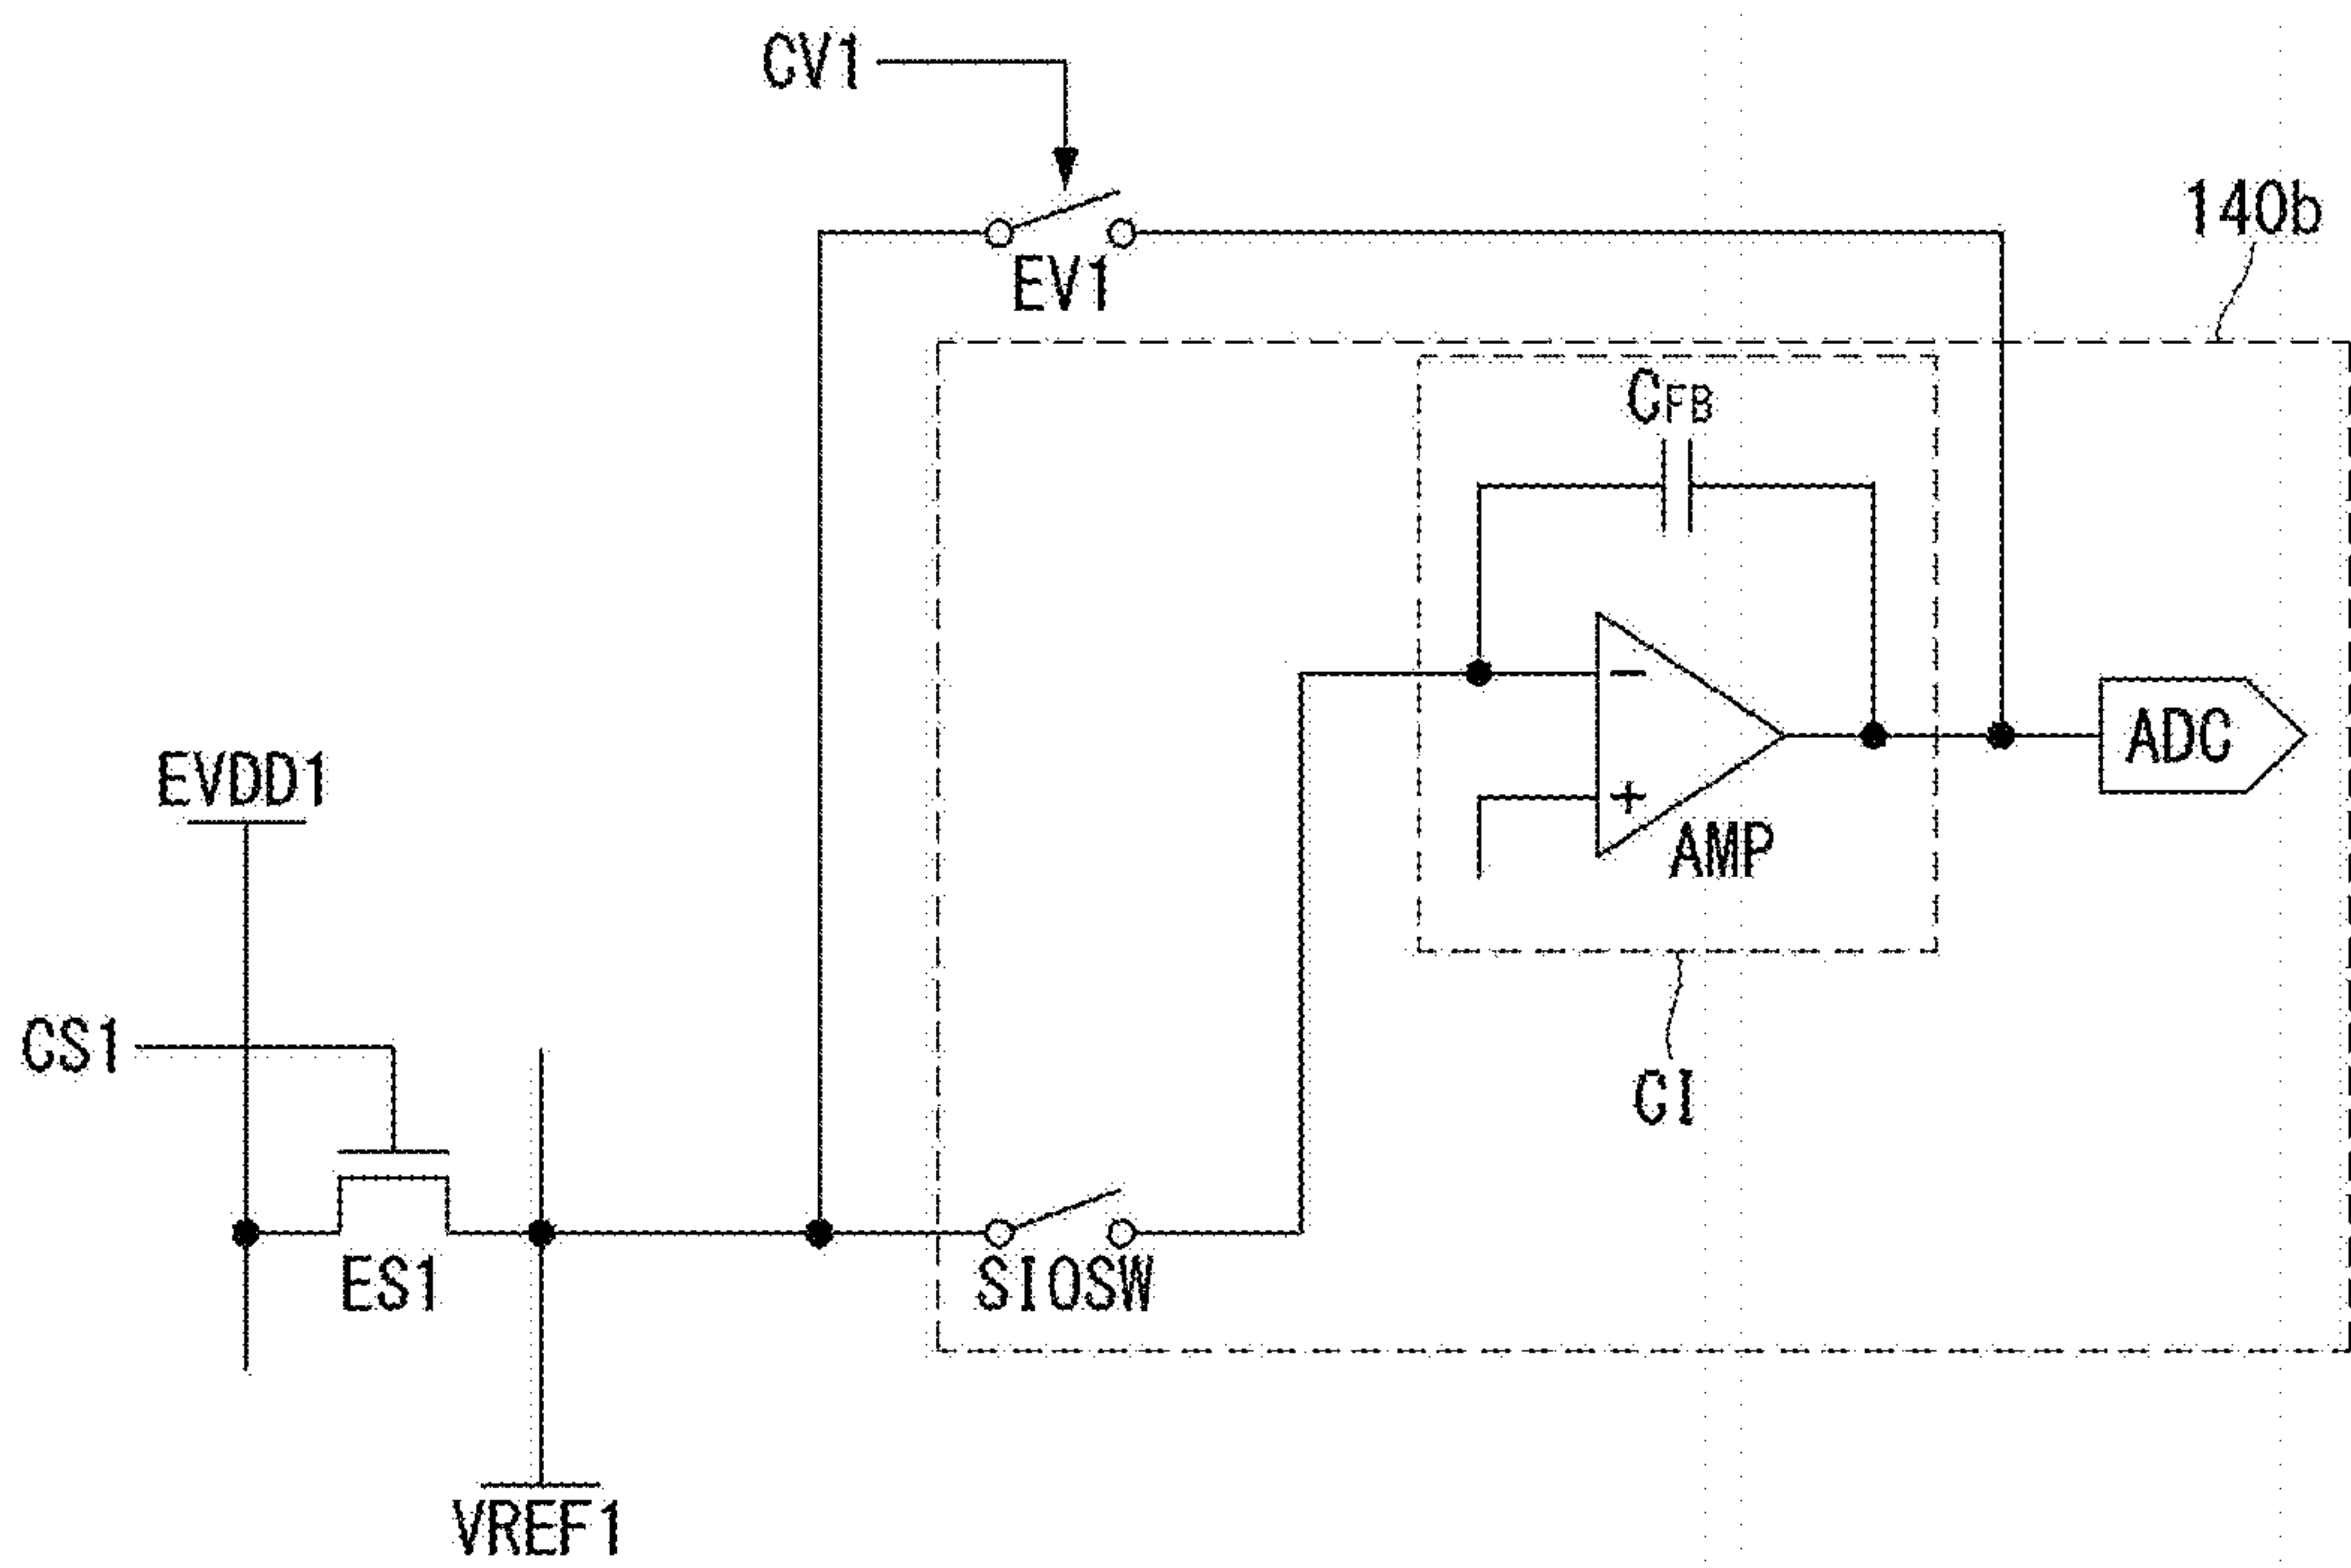 CV1
140b
EV1
CFB
EVDD1
−
ADC
+
AMP
CS1
CI
ES1
SIOSW
VREF1